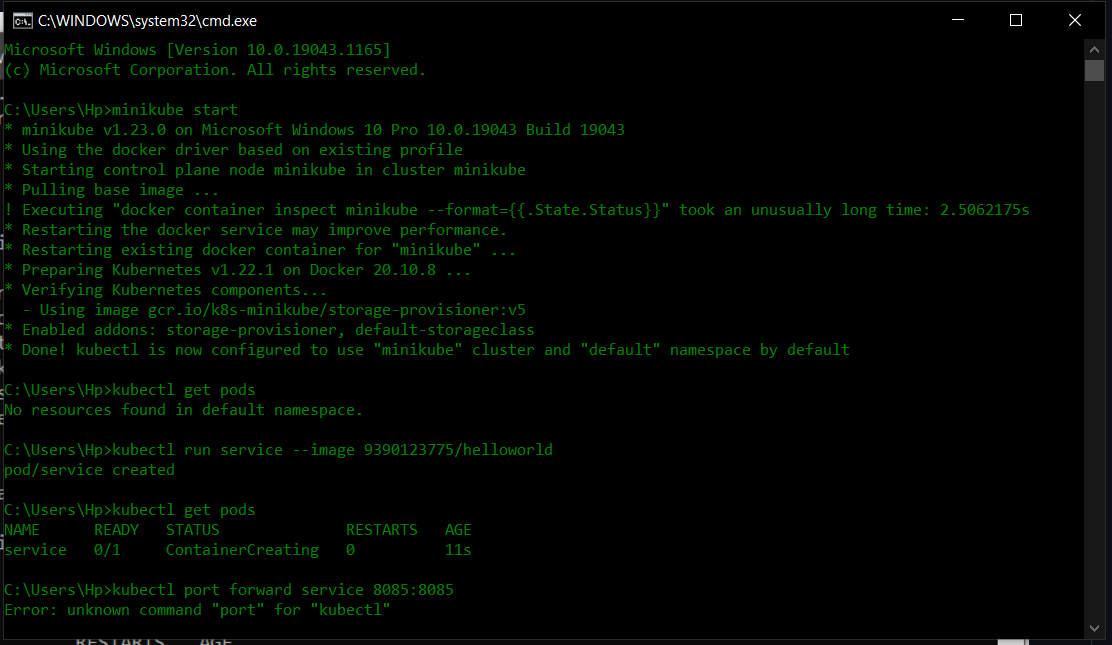 C:\WINDOWS\system32\cmd.exe
Microsoft Windows [Version 10.0.19043.1165]
(c) Microsoft Corporation. All rights reserved.
C:\Users\Hp>minikube start
* minikube v1.23.0 on Microsoft Windows 10 Pro 10.0.19043 Build 19043
* Using the docker driver based on existing profile
* Starting control plane node minikube in cluster minikube
* Pulling base image ...
! Executing "docker container inspect minikube --format={{.State.Status}}" took an unusually long time: 2.5062175s
* Restarting the docker service may improve performance.
* Restarting existing docker container for "minikube" ...
* Preparing Kubernetes v1.22.1 on Docker 20.10.8 ...
* Verifying Kubernetes components...
  - Using image gcr.io/k8s-minikube/storage-provisioner:v5
* Enabled addons: storage-provisioner, default-storageclass
* Done! kubectl is now configured to use "minikube" cluster and "default" namespace by default
C:\Users\Hp>kubectl get pods
No resources found in default namespace.
C:\Users\Hp>kubectl run service --image 9390123775/helloworld
pod/service created
C:\Users\Hp>kubectl get pods
NAME      READY   STATUS              RESTARTS   AGE
service   0/1     ContainerCreating   0          11s
C:\Users\Hp>kubectl port forward service 8085:8085
Error: unknown command "port" for "kubectl"
RESTARTS   AGE